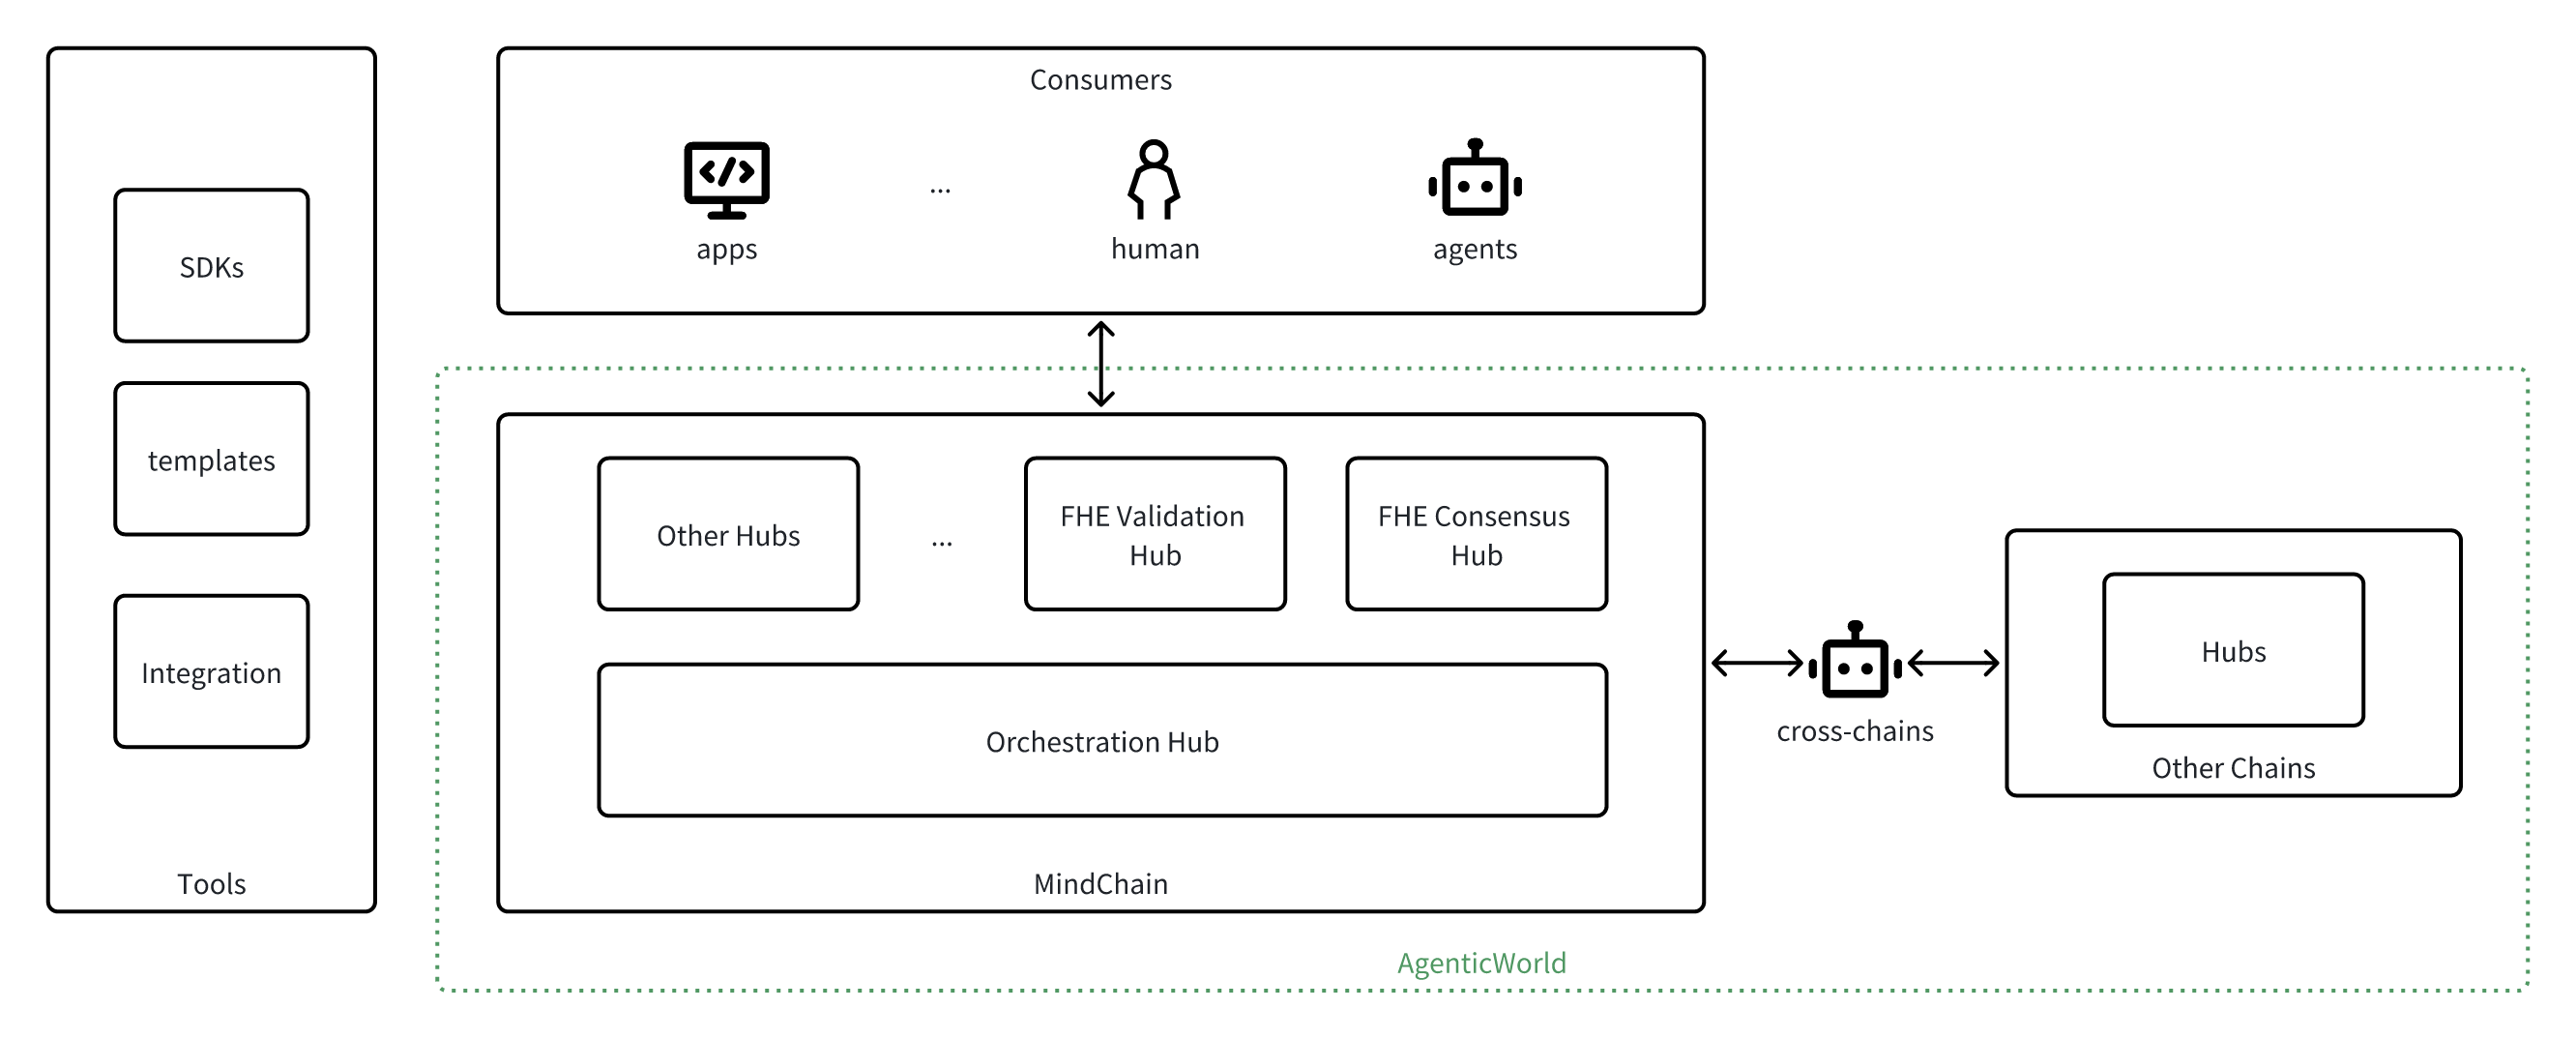 SDKs
templates
Integration
Tools
Consumers
apps
...
human
agents
Other Hubs
...
FHE Validation
Hub
FHE Consensus
Hub
Orchestration Hub
MindChain
cross-chains
Hubs
Other Chains
AgenticWorld